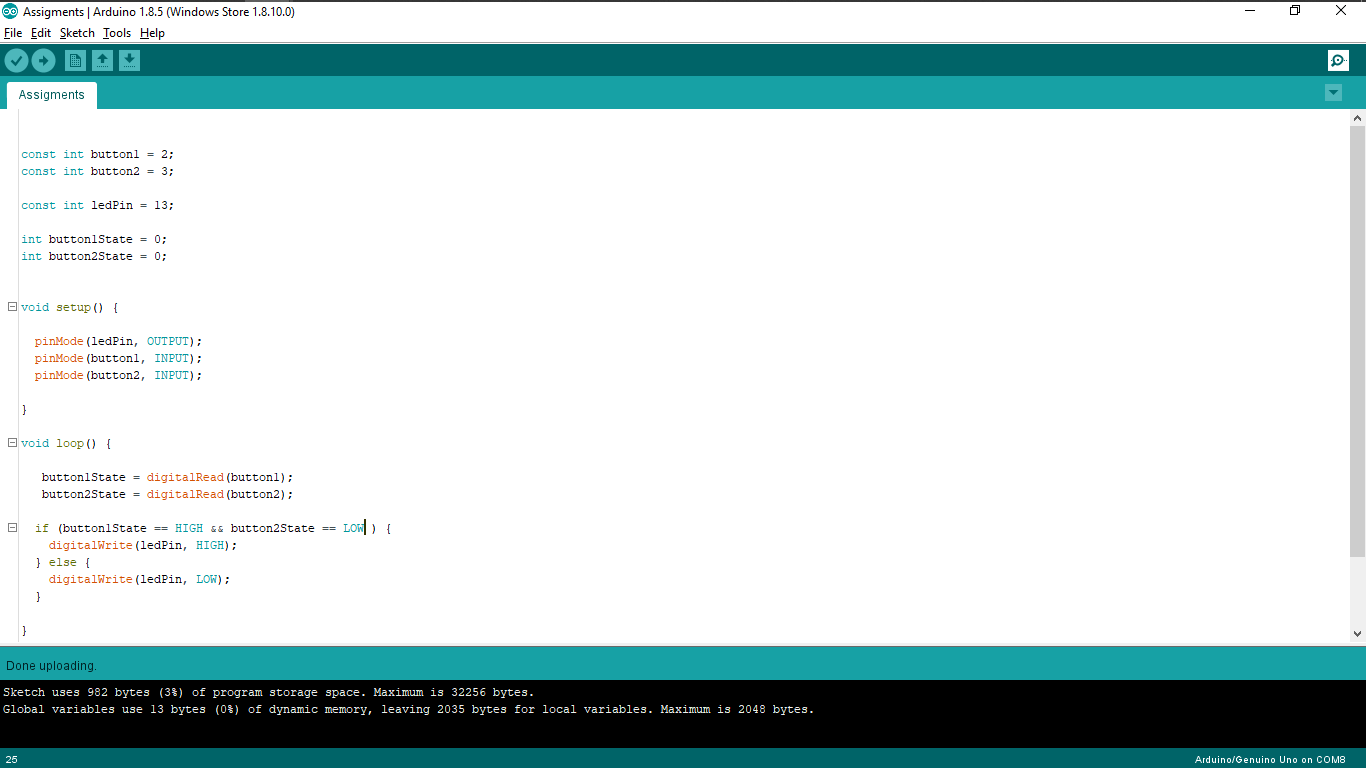 Assigments | Arduino 1.8.5 (Windows Store 1.8.10.0)
File Edit Sketch Tools Help
Assigments
const int button1 = 2;
const int button2 = 3;
const int ledPin = 13;
int button1State = 0;
int button2State = 0;
void setup() {
pinMode(ledPin, OUTPUT);
pinMode(button1, INPUT);
pinMode(button2, INPUT);
}
void loop() {
button1State = digitalRead(button1);
button2State = digitalRead(button2);
if (button1State == HIGH && button2State == LOW ) {
digitalWrite(ledPin, HIGH);
} else {
digitalWrite(ledPin, LOW);
}
}
Done uploading.
Sketch uses 982 bytes (3%) of program storage space. Maximum is 32256 bytes.
Global variables use 13 bytes (0%) of dynamic memory, leaving 2035 bytes for local variables. Maximum is 2048 bytes.
25 Arduino/Genuino Uno on COM8